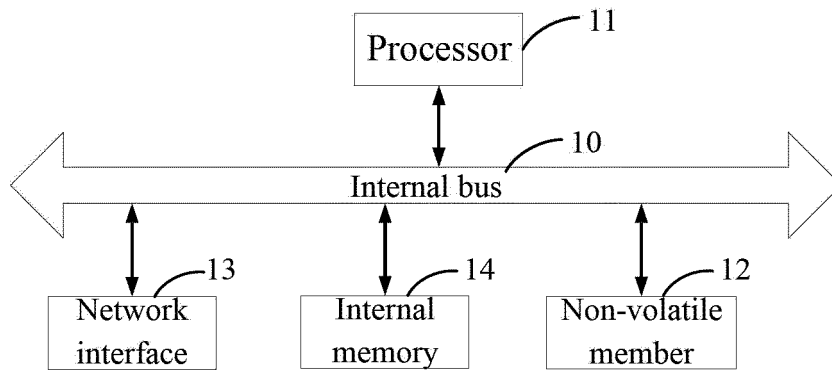 11
Processor
10
Internal bus
13
14
12
Network
interface
Internal
memory
Non-volatile
member